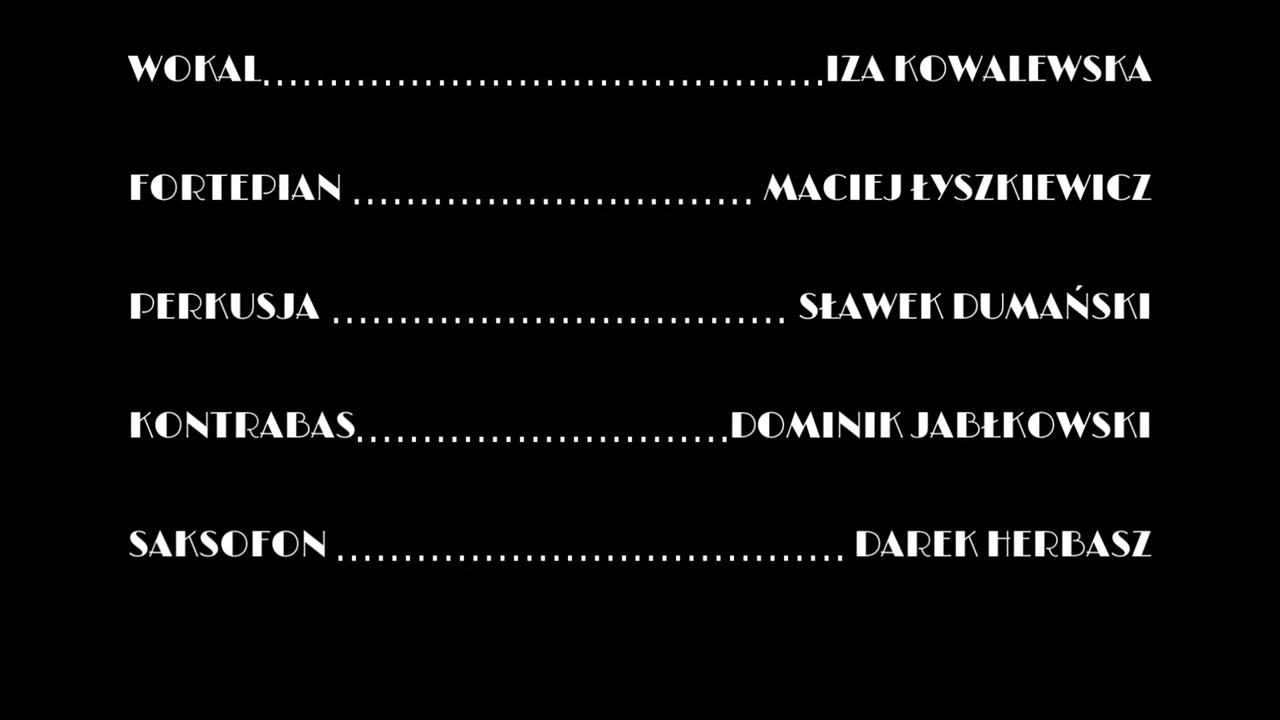 WOKAL..........................................IZA KOWALEWSKA
FORTEPIAN .............................. MACIEJ ŁYSZKIEWICZ
PERKUSJA .................................. SŁAWEK DUMAŃSKI
KONTRABAS............................DOMINIK JABŁKOWSKI
SAKSOFON ...................................... DAREK HERBASZ